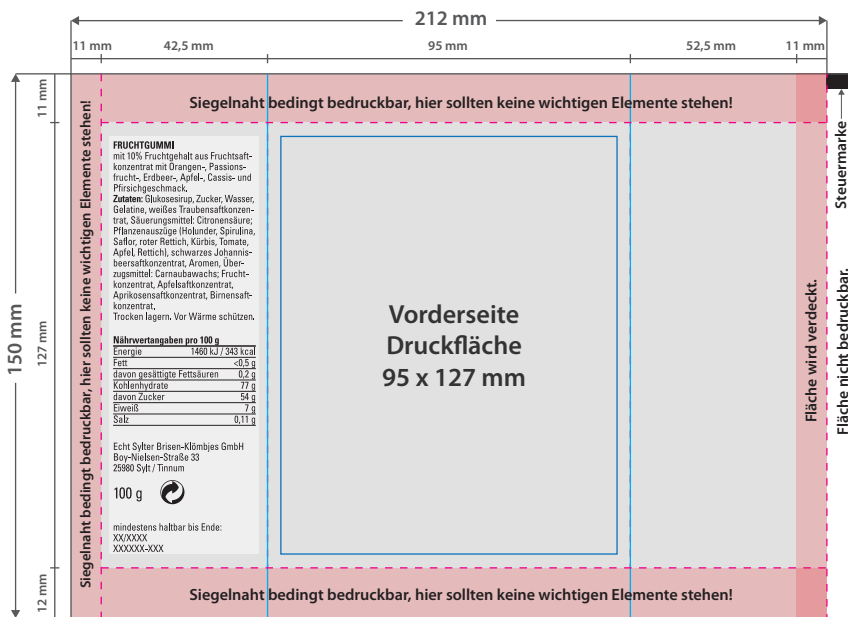 212 mm
11 mm
42,5 mm
95 mm
52,5 mm
11 mm
150 mm
11 mm
127 mm
12 mm
Siegelnaht bedingt bedruckbar, hier sollten keine wichtigen Elemente stehen!
Siegelnaht bedingt bedruckbar, hier sollten keine wichtigen Elemente stehen!
FRUCHTGUMMI
mit 10% Fruchtgehalt aus Fruchtsaft-
konzentrat mit Orangen-, Passions-
frucht-, Erdbeer-, Apfel-, Cassis- und
Pfirsichgeschmack.
Zutaten: Glukosesirup, Zucker, Wasser,
Gelatine, weißes Traubensaftkonzen-
trat, Säuerungsmittel: Citronensäure;
Pflanzenauszüge (Holunder, Spirulina,
Saflor, roter Rettich, Kürbis, Tomate,
Apfel, Rettich), schwarzes Johannis-
beersaftkonzentrat, Aromen, Über-
zugsmittel: Carnaubawachs; Frucht-
konzentrat, Apfelsaftkonzentrat,
Aprikosensaftkonzentrat, Birnensaft-
konzentrat.
Trocken lagern. Vor Wärme schützen.
Nährwertangaben pro 100 g
Energie 1460 kJ / 343 kcal
Fett <0,5 g
davon gesättigte Fettsäuren 0,2 g
Kohlenhydrate 77 g
davon Zucker 54 g
Eiweiß 7 g
Salz 0,11 g
Echt Sylter Brisen-Klömbjes GmbH
Boy-Nielsen-Straße 33
25980 Sylt / Tinnum
100 g
mindestens haltbar bis Ende:
XX/XXXX
XXXXXX-XXX
Vorderseite
Druckfläche
95 x 127 mm
Fläche wird verdeckt.
Steuermarke
Fläche nicht bedruckbar.
Siegelnaht bedingt bedruckbar, hier sollten keine wichtigen Elemente stehen!